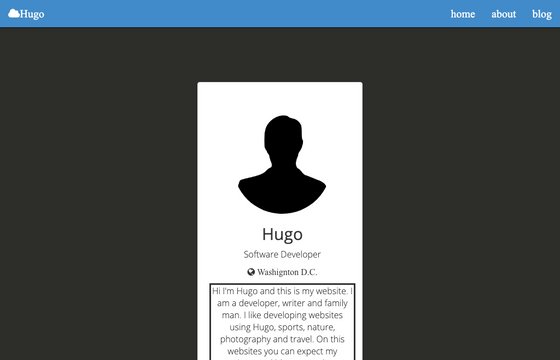 Hugo
home about blog
Hugo
Software Developer
Washignton D.C.
Hi I'm Hugo and this is my website. I
am a developer, writer and family
man. I like developing websites
using Hugo, sports, nature,
photography and travel. On this
websites you can expect my